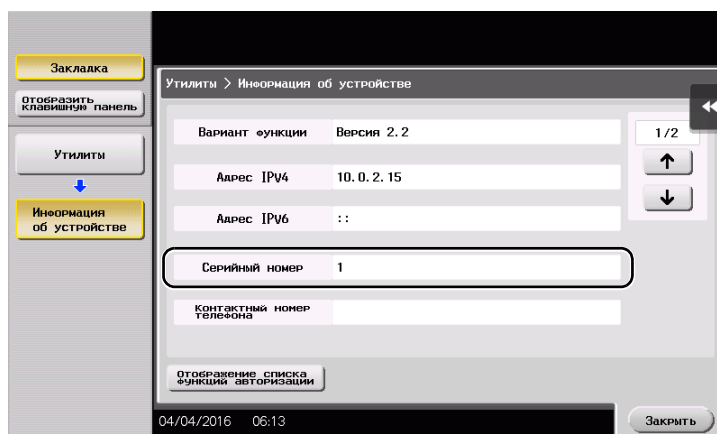 Закладка
Отобразить
клавишную панель
Утилиты
Информация
об устройстве
Утилиты > Информация об устройстве
Вариант функции Версия 2.2
1/2
Адрес IPv4 10.0.2.15
Адрес IPv6 ::
Серийный номер 1
Контактный номер
телефона
Отображение списка
функций авторизации
04/04/2016 06:13
Закрыть